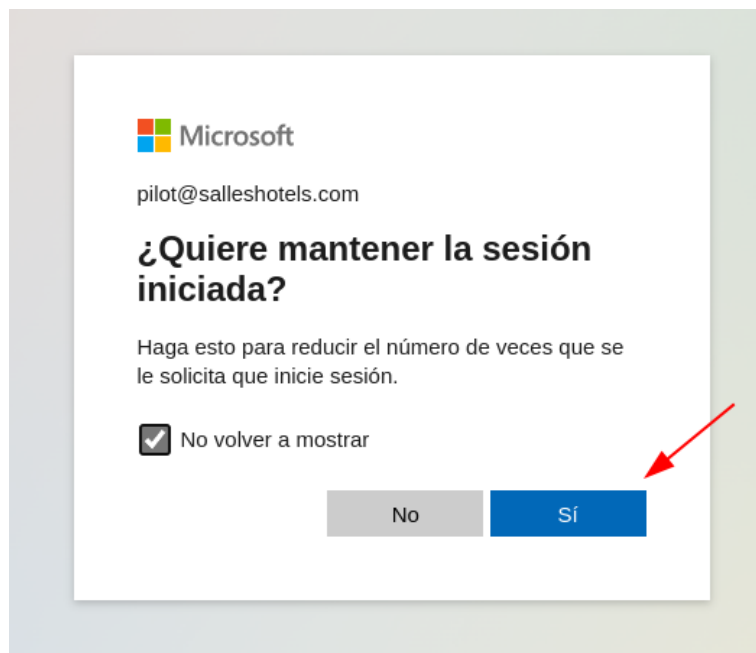 Microsoft
pilot@salleshotels.com
¿Quiere mantener la sesión
iniciada?
Haga esto para reducir el número de veces que se
le solicita que inicie sesión.
No volver a mostrar
No
Sí